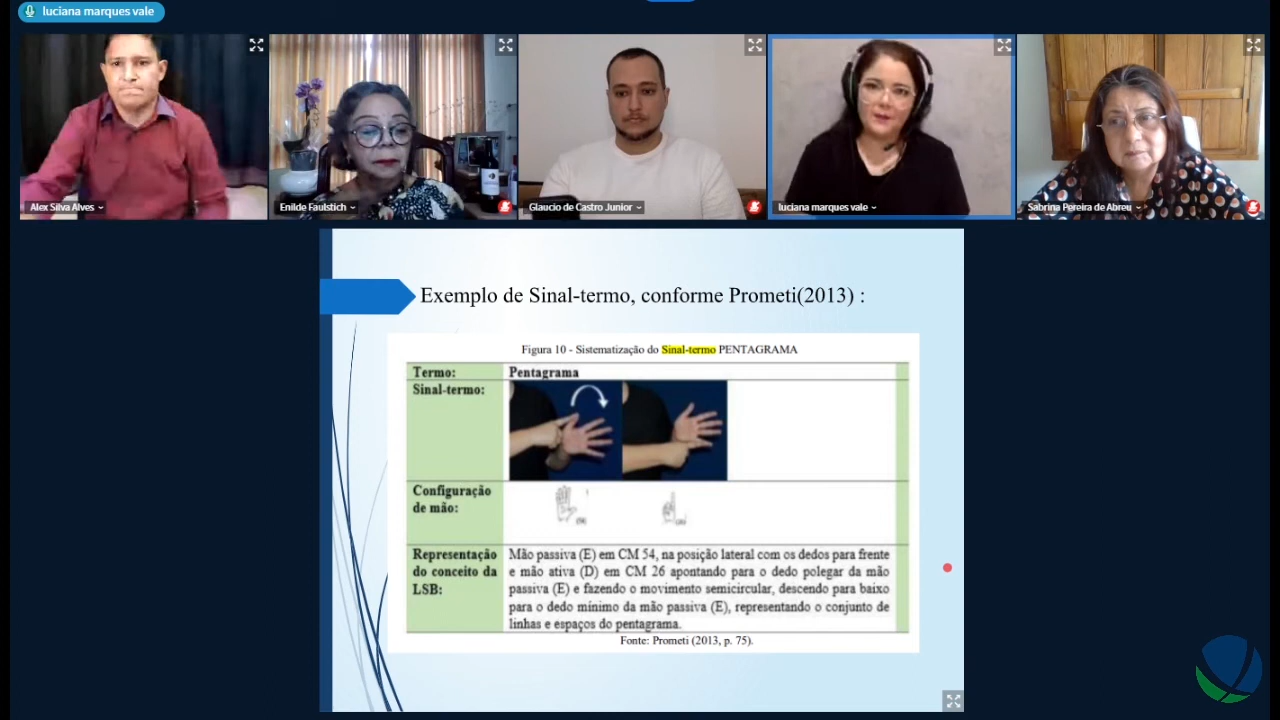 luciana marques vale
Alex Silva Alves
Enilde Faulstich
Glaucio de Castro Junior
luciana marques vale
Sabrina Pereira de Abreu
Exemplo de Sinal-termo, conforme Prometi(2013) :
Figura 10 - Sistematização do Sinal-termo PENTAGRAMA
Termo: Pentagrama
Sinal-termo:
Configuração
de mão:
Representação
do conceito da
LSB:
Mão passiva (E) em CM 54, na posição lateral com os dedos para frente
e mão ativa (D) em CM 26 apontando para o dedo polegar da mão
passiva (E) e fazendo o movimento semicircular, descendo para baixo
para o dedo mínimo da mão passiva (E), representando o conjunto de
linhas e espaços do pentagrama.
Fonte: Prometi (2013, p. 75).